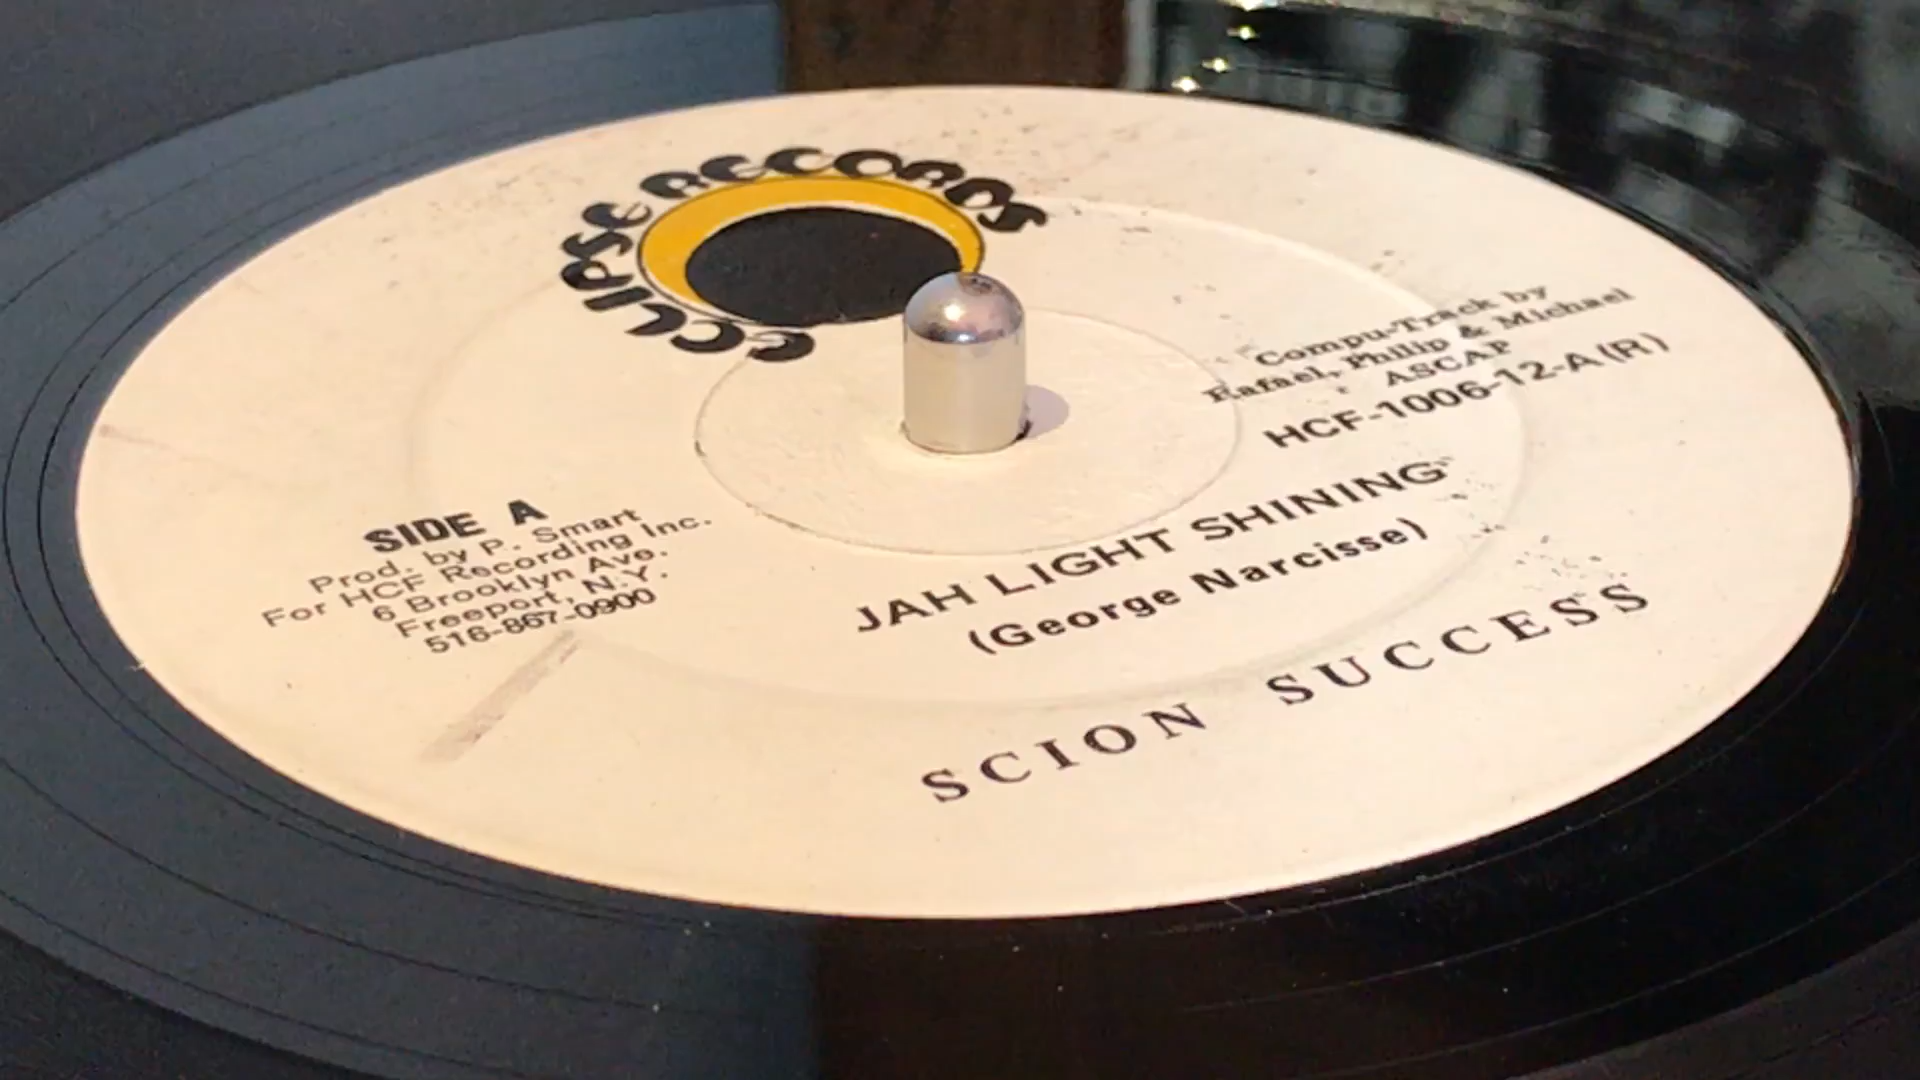 ECLIPSE RECORDS
Compu-Track by
Rafael, Philip & Michael
ASCAP
HCF-1006-12-A(R)
SIDE A
Prod. by P. Smart
For HCF Recording Inc.
6 Brooklyn Ave.
Freeport, N.Y.
516-867-0900
JAH LIGHT SHINING
(George Narcisse)
SCION SUCCESS